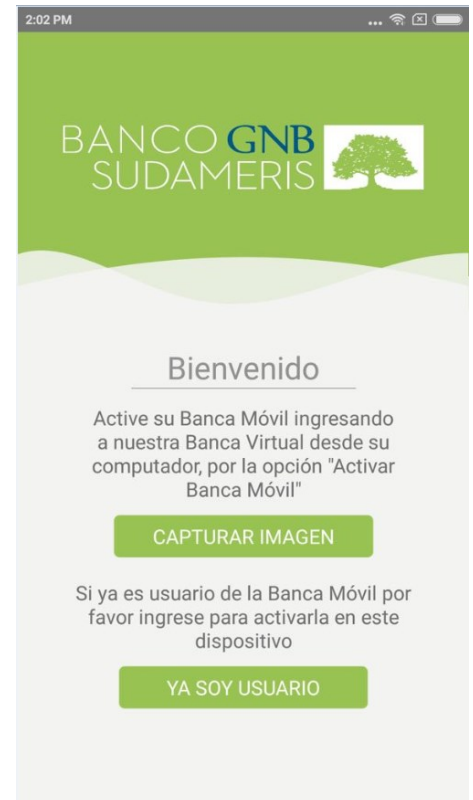 2:02 PM
...
BANCO GNB
SUDAMERIS
Bienvenido
Active su Banca Móvil ingresando
a nuestra Banca Virtual desde su
computador, por la opción "Activar
Banca Móvil"
CAPTURAR IMAGEN
Si ya es usuario de la Banca Móvil por
favor ingrese para activarla en este
dispositivo
YA SOY USUARIO